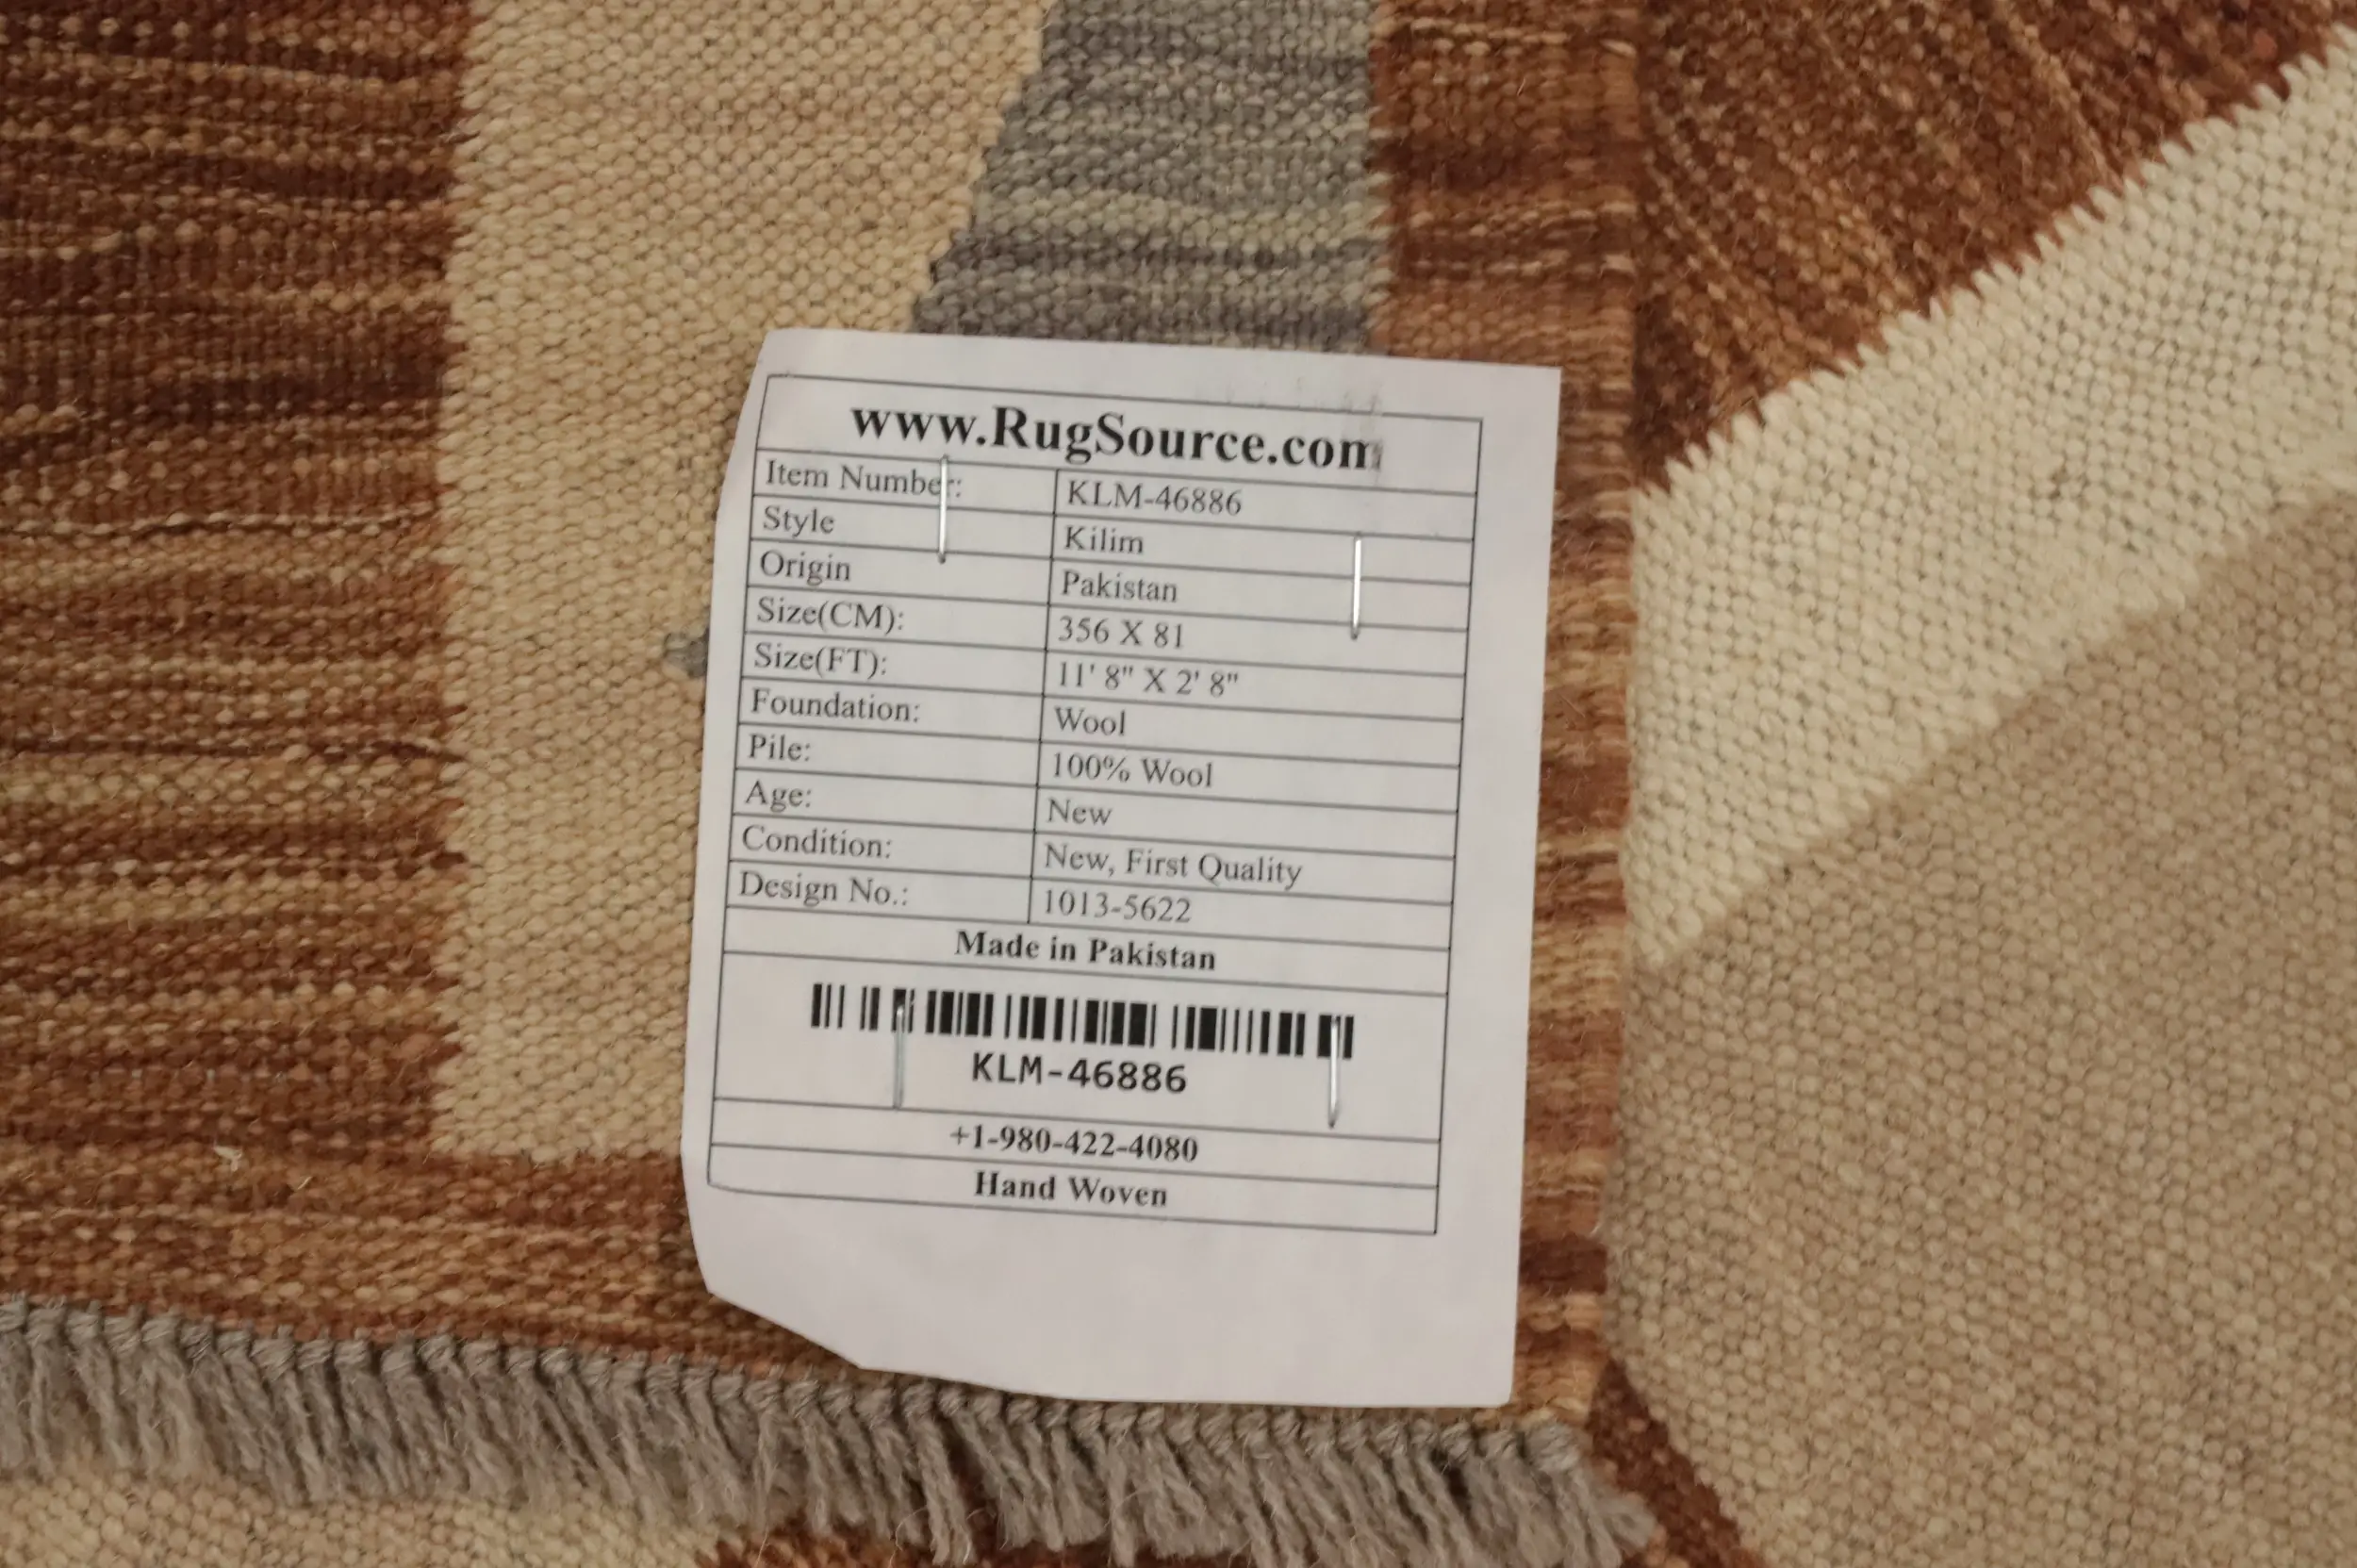 www.RugSource.com
Item Number: KLM-46886
Style Kilim
Origin Pakistan
Size(CM): 356 X 81
Size(FT): 11' 8" X 2' 8"
Foundation: Wool
Pile: 100% Wool
Age: New
Condition: New, First Quality
Design No.: 1013-5622
Made in Pakistan
KLM-46886
+1-980-422-4080
Hand Woven